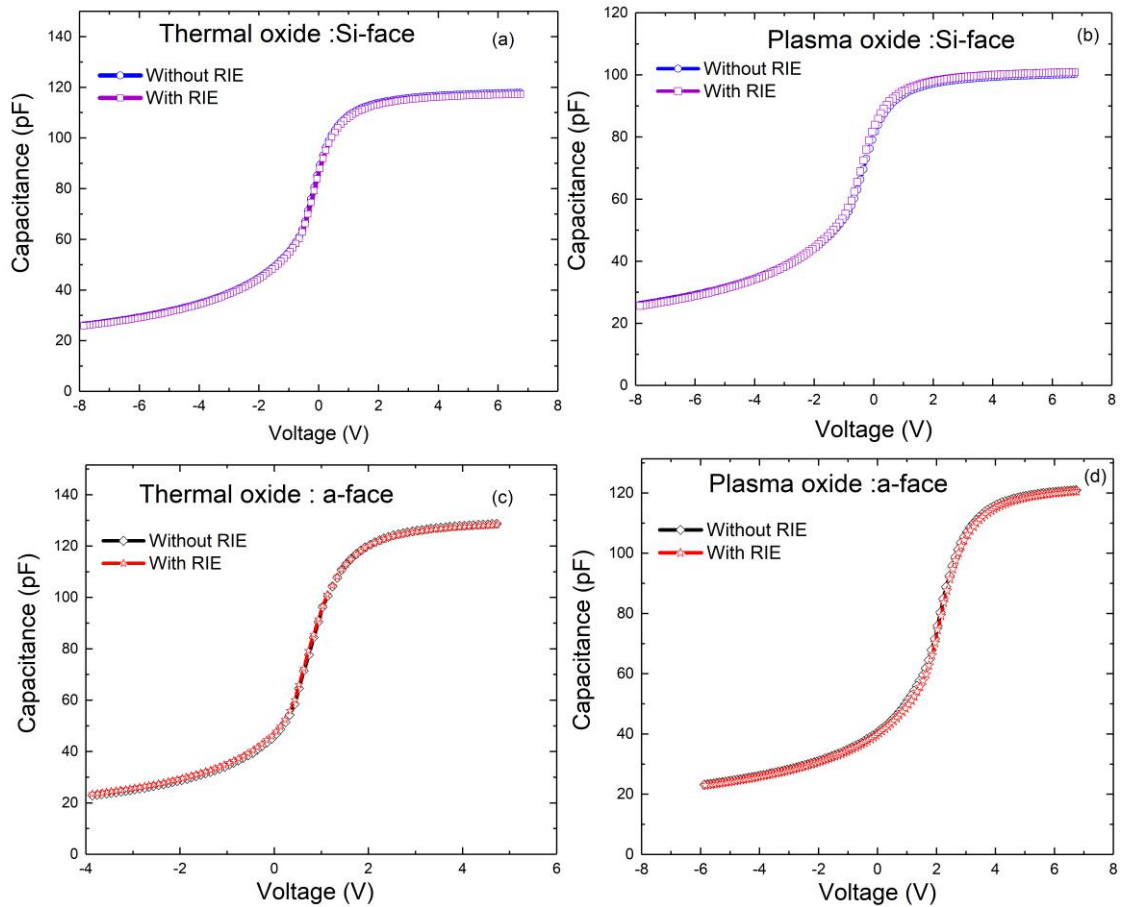 Thermal oxide :Si-face
(a)
Without RIE
With RIE
Capacitance (pF)
140
120
100
80
60
40
20
0
-8 -6 -4 -2 0 2 4 6 8
Voltage (V)
Plasma oxide :Si-face
(b)
Without RIE
With RIE
Capacitance (pF)
120
100
80
60
40
20
0
-8 -6 -4 -2 0 2 4 6 8
Voltage (V)
Thermal oxide : a-face
(c)
Without RIE
With RIE
Capacitance (pF)
140
120
100
80
60
40
20
0
-4 -2 0 2 4 6
Voltage (V)
Plasma oxide :a-face
(d)
Without RIE
With RIE
Capacitance (pF)
120
100
80
60
40
20
0
-8 -6 -4 -2 0 2 4 6 8
Voltage (V)